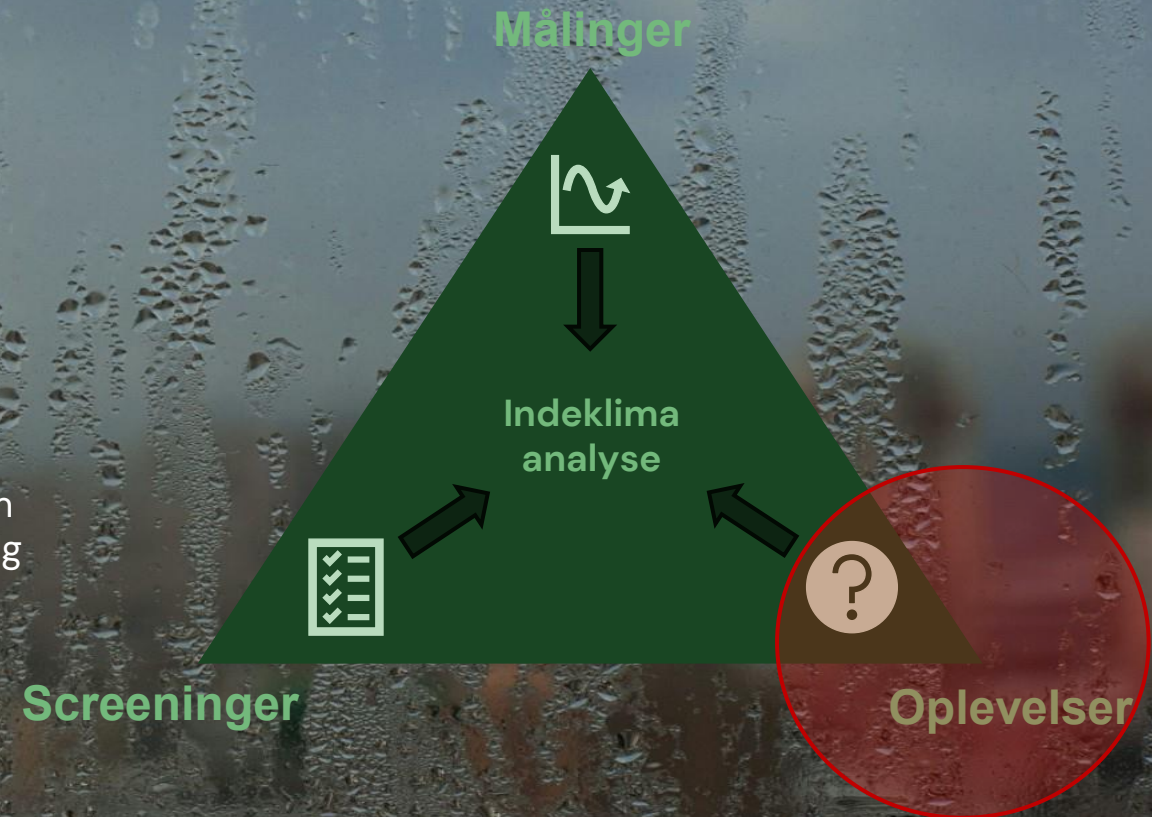 Målinger
Indeklima
analyse
g
Screeninger
Oplevelser